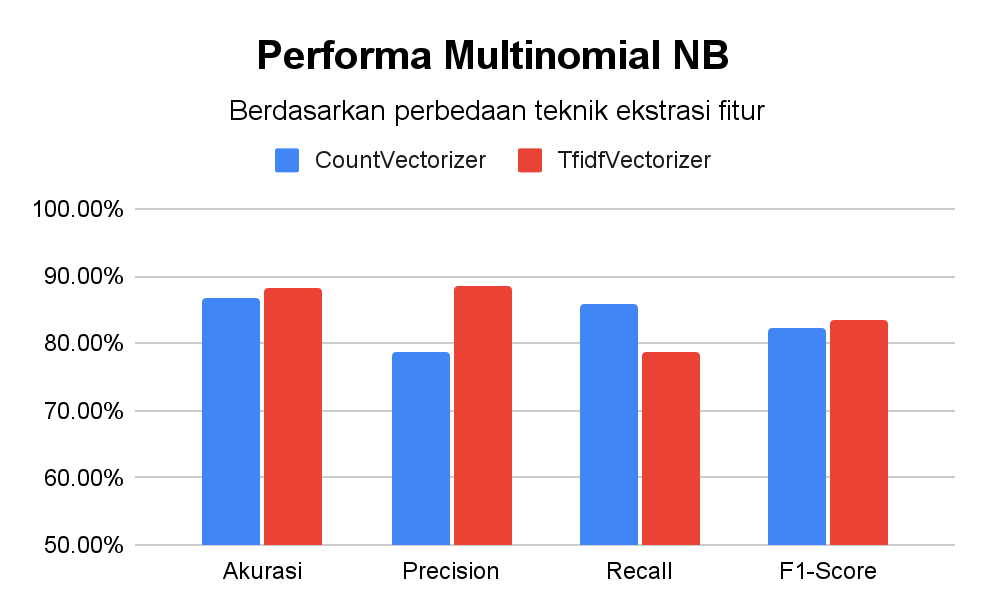 Performa Multinomial NB
Berdasarkan perbedaan teknik ekstrasi fitur
CountVectorizer TfidfVectorizer
100.00%
90.00%
80.00%
70.00%
60.00%
50.00%
Akurasi Precision Recall F1-Score